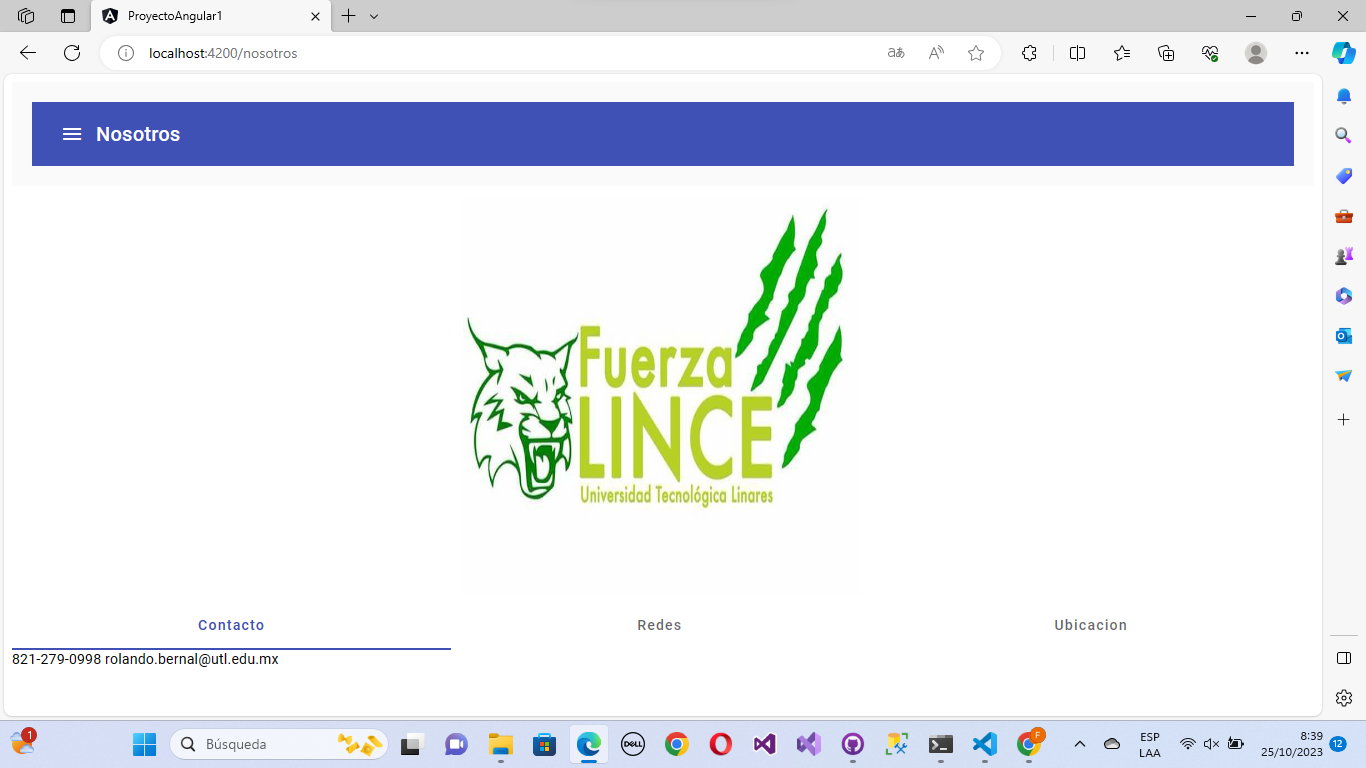 ProyectoAngular1
localhost:4200/nosotros
Nosotros
Fuerza
LINCE
Universidad Tecnológica Linares
Contacto
Redes
Ubicacion
821-279-0998 rolando.bernal@utl.edu.mx
1
Búsqueda
DELL
F
ESP
LAA
8:39
25/10/2023
12